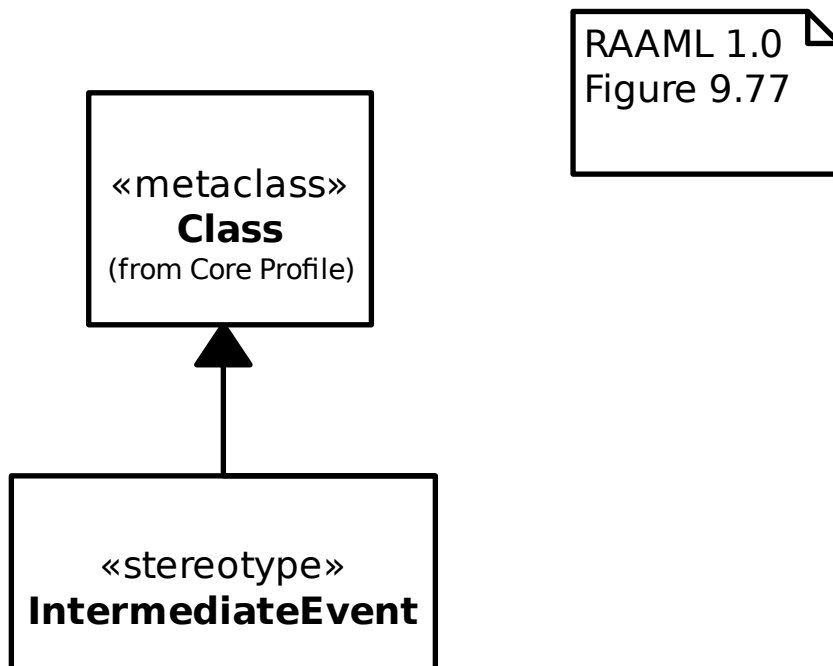 RAAML 1.0
Figure 9.77
«metaclass»
Class
(from Core Profile)
«stereotype»
IntermediateEvent